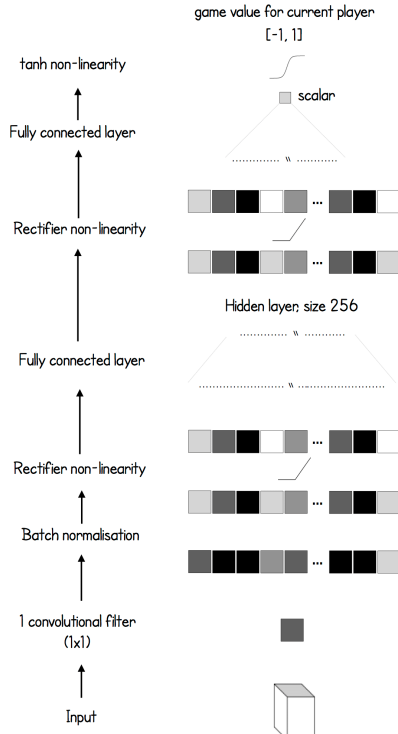 game value for current player
[-1, 1]
tanh non-linearity
scalar
Fully connected layer
Rectifier non-linearity
Hidden layer, size 256
Fully connected layer
Rectifier non-linearity
Batch normalisation
1 convolutional filter
(1x1)
Input